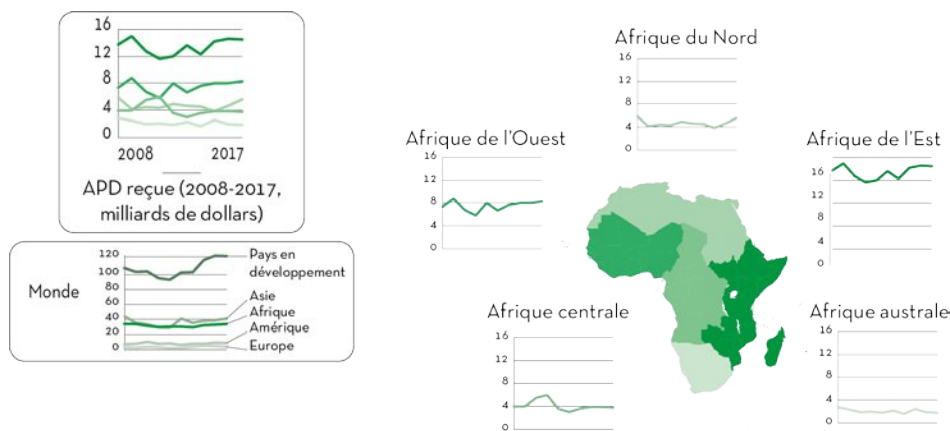 16
12
8
4
0
2008 2017
APD reçue (2008-2017,
milliards de dollars)
Monde
120
100
80
60
40
20
0
Pays en
développement
Asie
Afrique
Amérique
Europe
Afrique du Nord
16
12
8
4
0
Afrique de l'Ouest
16
12
8
4
0
Afrique de l'Est
16
12
8
4
0
Afrique centrale
16
12
8
4
0
Afrique australe
16
12
8
4
0